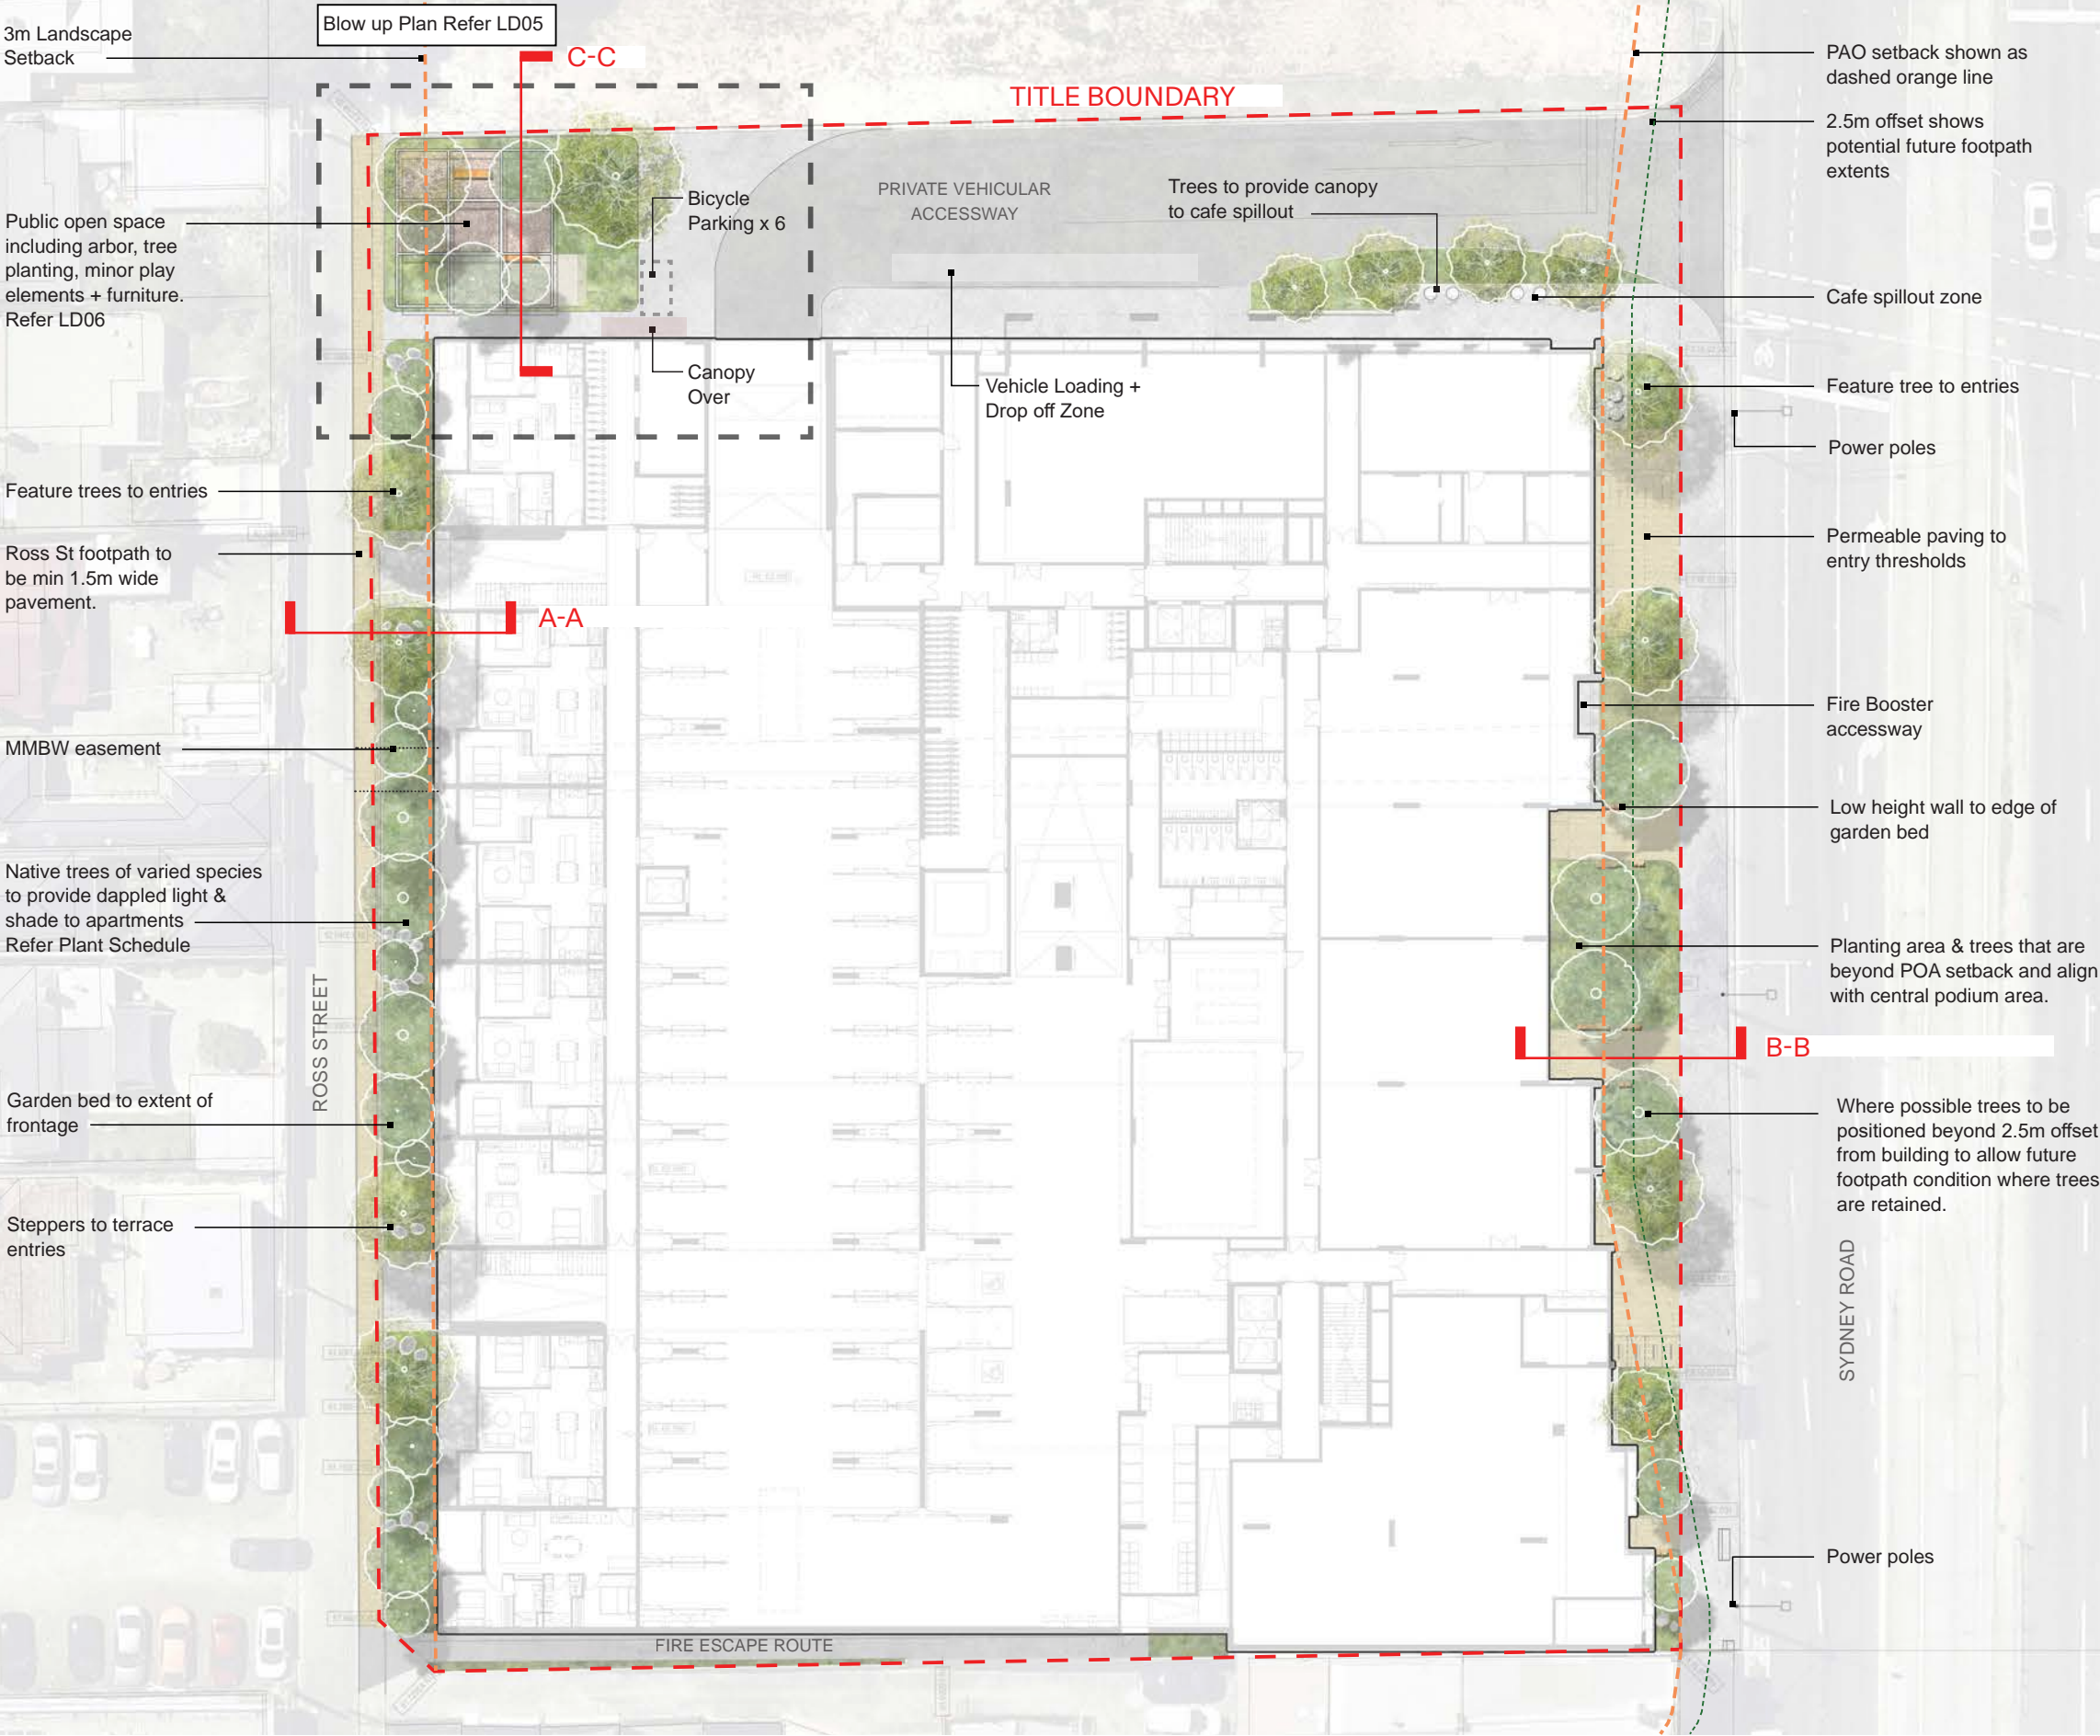 3m Landscape
Setback
Blow up Plan Refer LD05
C-C
TITLE BOUNDARY
PAO setback shown as
dashed orange line
2.5m offset shows
potential future footpath
extents
Public open space
including arbor, tree
planting, minor play
elements + furniture.
Refer LD06
Bicycle
Parking x 6
PRIVATE VEHICULAR
ACCESSWAY
Trees to provide canopy
to cafe spillout
Cafe spillout zone
Canopy
Over
Vehicle Loading +
Drop off Zone
Feature tree to entries
Power poles
Feature trees to entries
Ross St footpath to
be min 1.5m wide
pavement.
Permeable paving to
entry thresholds
A-A
MMBW easement
Fire Booster
accessway
Low height wall to edge of
garden bed
Native trees of varied species
to provide dappled light &
shade to apartments
Refer Plant Schedule
Planting area & trees that are
beyond POA setback and align
with central podium area.
ROSS STREET
B-B
Garden bed to extent of
frontage
Where possible trees to be
positioned beyond 2.5m offset
from building to allow future
footpath condition where trees
are retained.
Steppers to terrace
entries
SYDNEY ROAD
Power poles
FIRE ESCAPE ROUTE